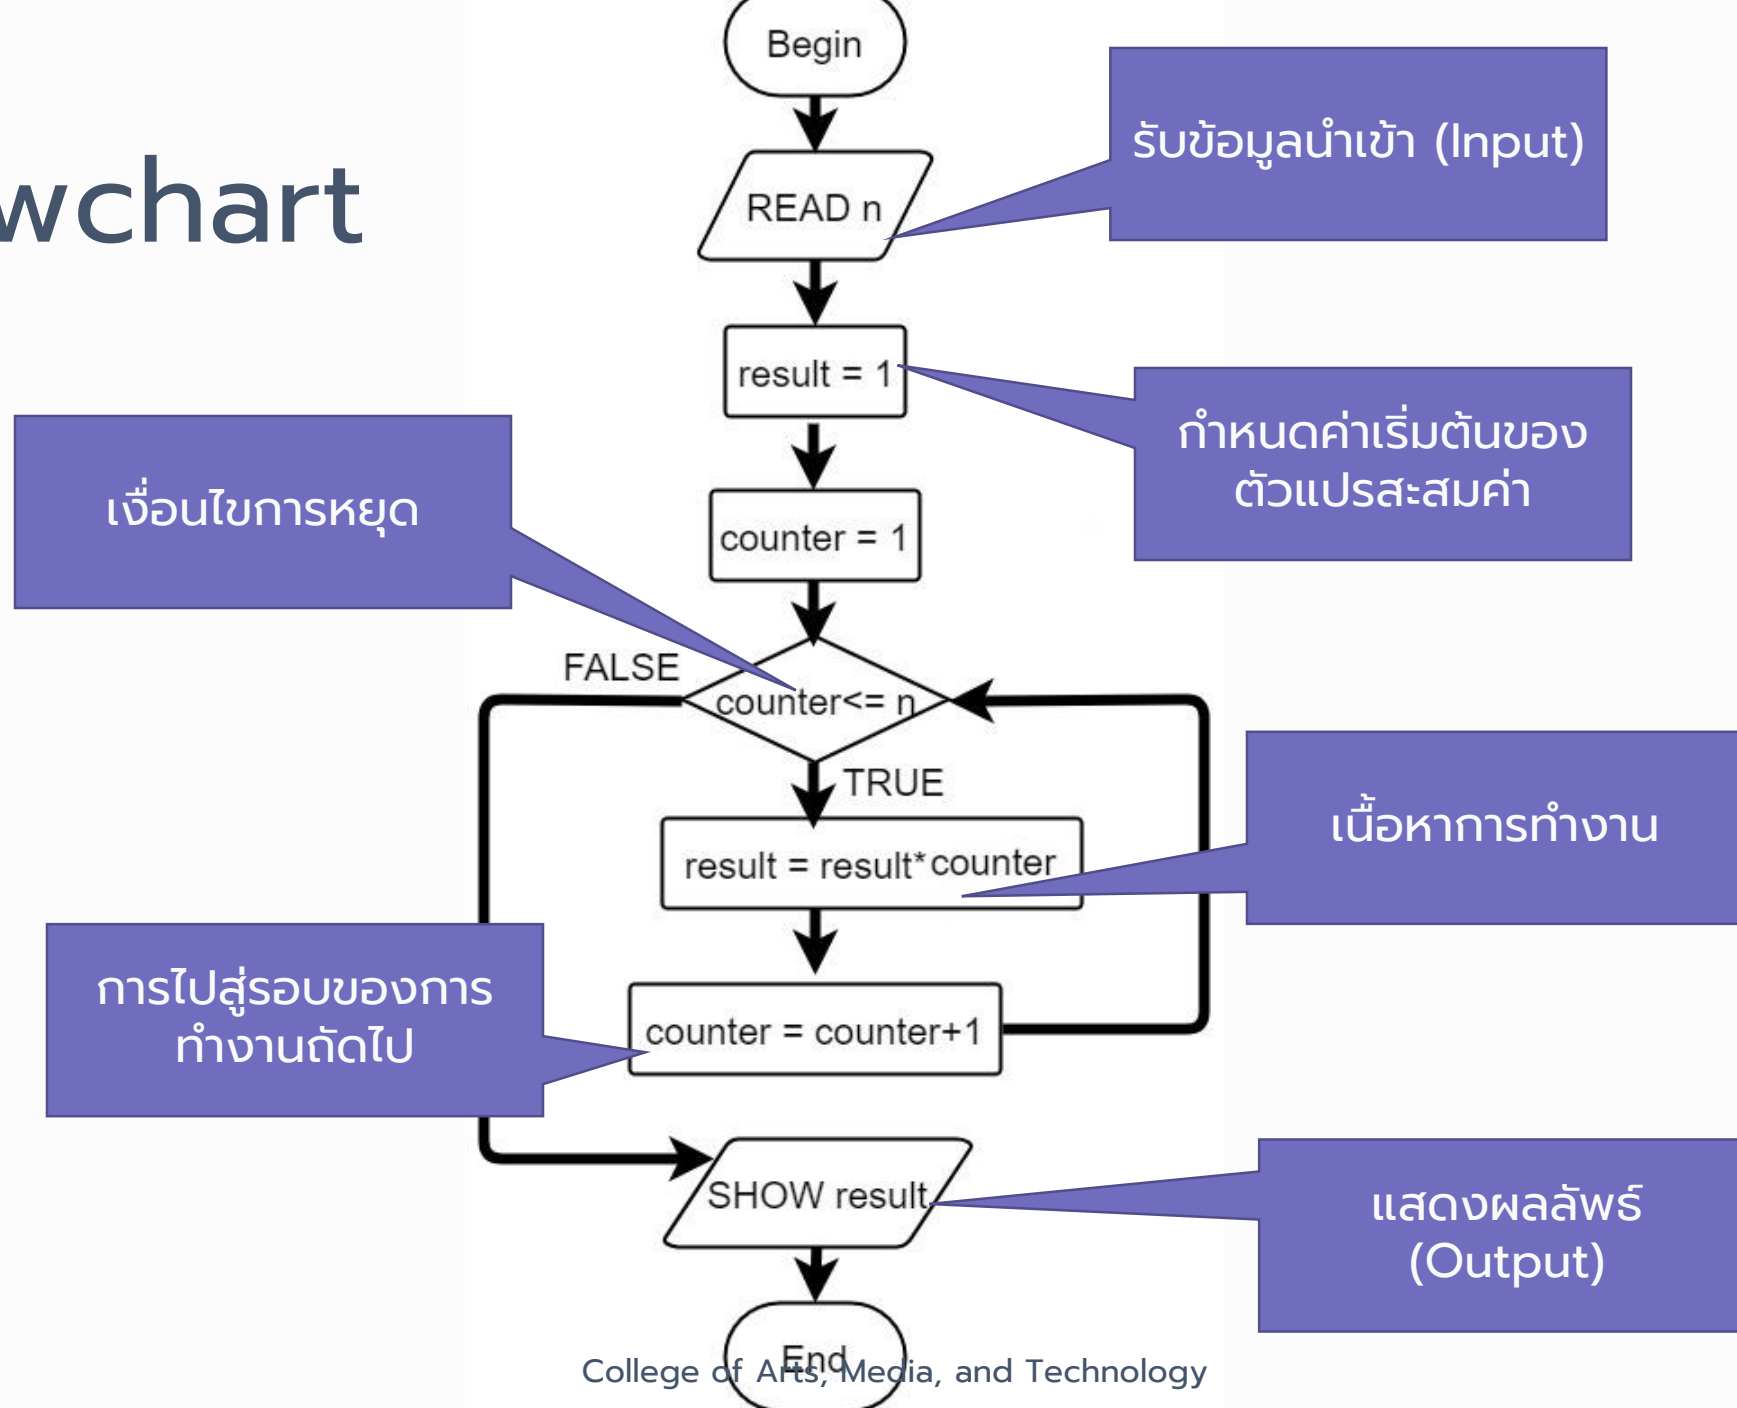 Begin
รับข้อมูลนำเข้า (Input)
wchart
READ n
result = 1
กำหนดค่าเริ่มต้นของ
ตัวแปรสะสมค่า
เงื่อนไขการหยุด
counter = 1
FALSE
counter<= n
TRUE
เนื้อหาการทำงาน
result = result* counter
การไปสู่รอบของการ
ทำงานถัดไป
counter = counter+1
SHOW result
แสดงผลลัพธ์
(Output)
End
College of Arts, Media, and Technology